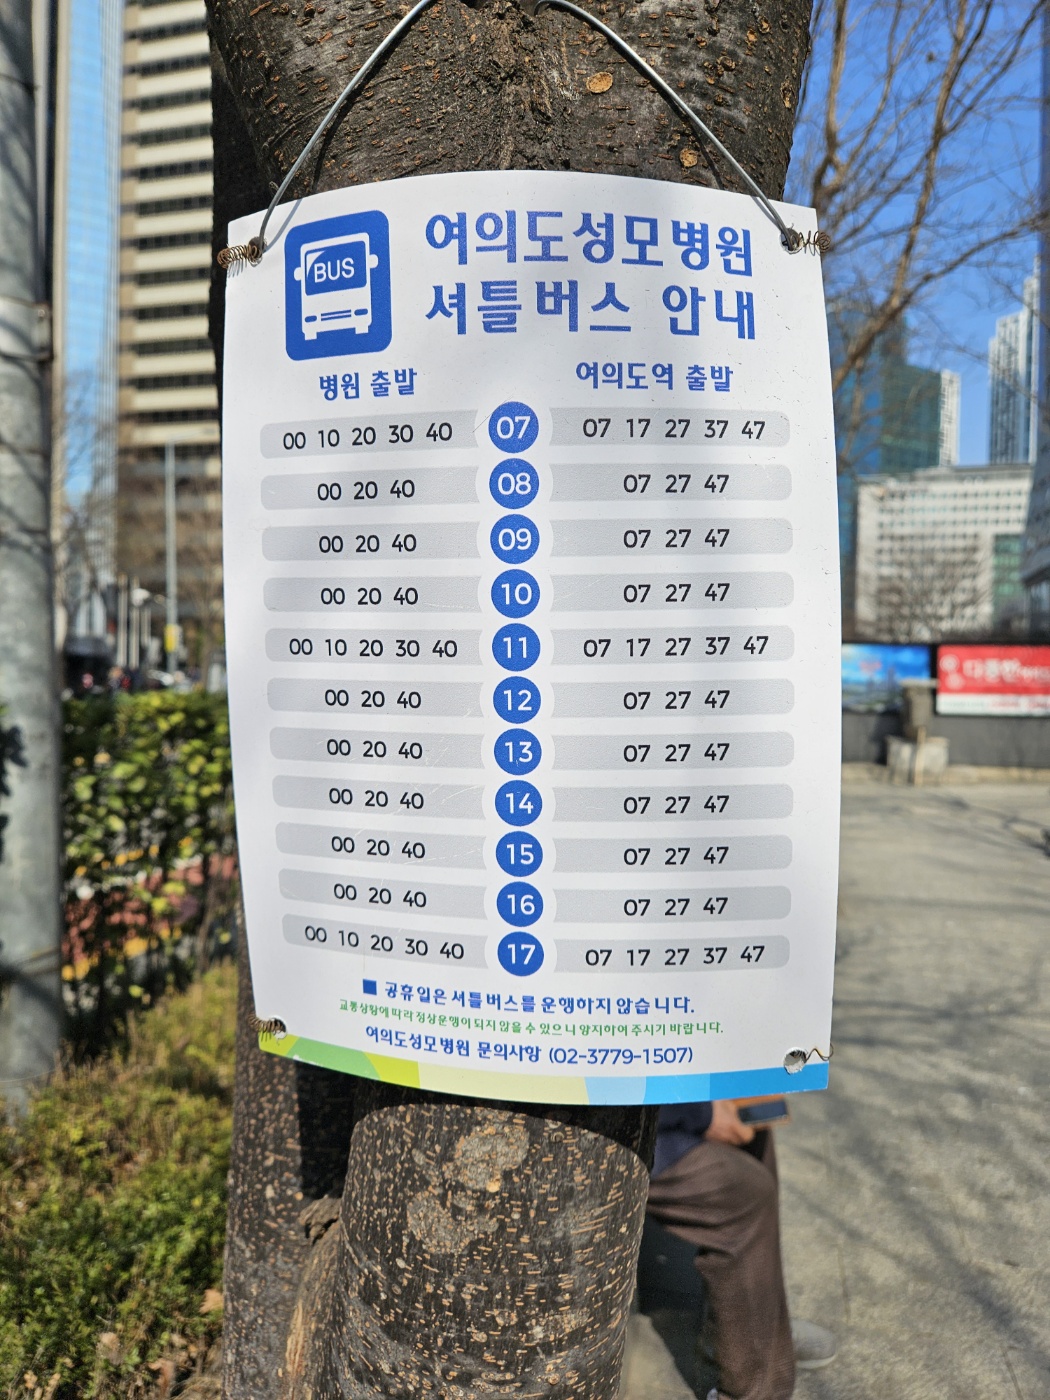 BUS
여의도성모병원
셔틀버스 안내
병원 출발 여의도역 출발
00 10 20 30 40 07 07 17 27 37 47
00 20 40 08 07 27 47
00 20 40 09 07 27 47
00 20 40 10 07 27 47
00 10 20 30 40 11 07 17 27 37 47
00 20 40 12 07 27 47
00 20 40 13 07 27 47
00 20 40 14 07 27 47
00 20 40 15 07 27 47
00 20 40 16 07 27 47
00 10 20 30 40 17 07 17 27 37 47
■ 공휴일은 셔틀버스를 운행하지 않습니다.
교통상황에 따라 정상운행이 되지 않을 수 있으니 양지하여 주시기 바랍니다.
여의도성모병원 문의사항 (02-3779-1507)